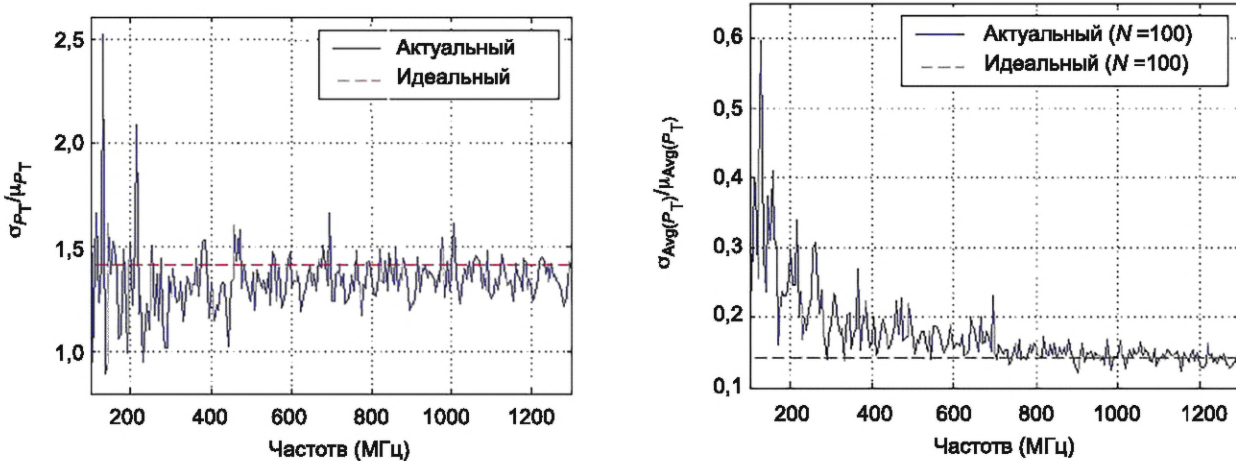 2,5
2,0
1,5
1,0
σPT/μPT
Актуальный
Идеальный
200 400 600 800 1000 1200
Частотв (МГц)
0,6
0,5
0,4
0,3
0,2
0,1
σAvg(PT)/μAvg(PT)
Актуальный (N =100)
Идеальный (N =100)
200 400 600 800 1000 1200
Частотв (МГц)